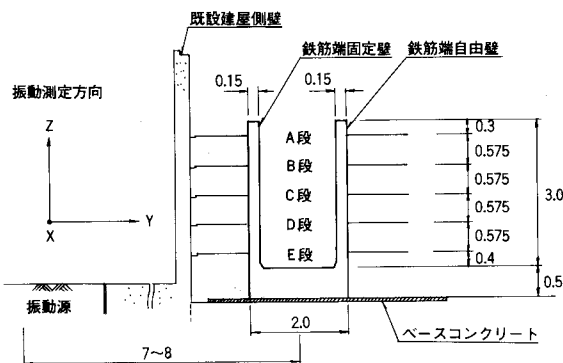 既設建屋側壁
鉄筋端固定壁
鉄筋端自由壁
0.15
0.15
振動測定方向
Z
Y
X
A段
B段
C段
D段
E段
0.3
0.575
0.575
0.575
0.575
0.4
3.0
0.5
振動源
2.0
ベースコンクリート
7〜8